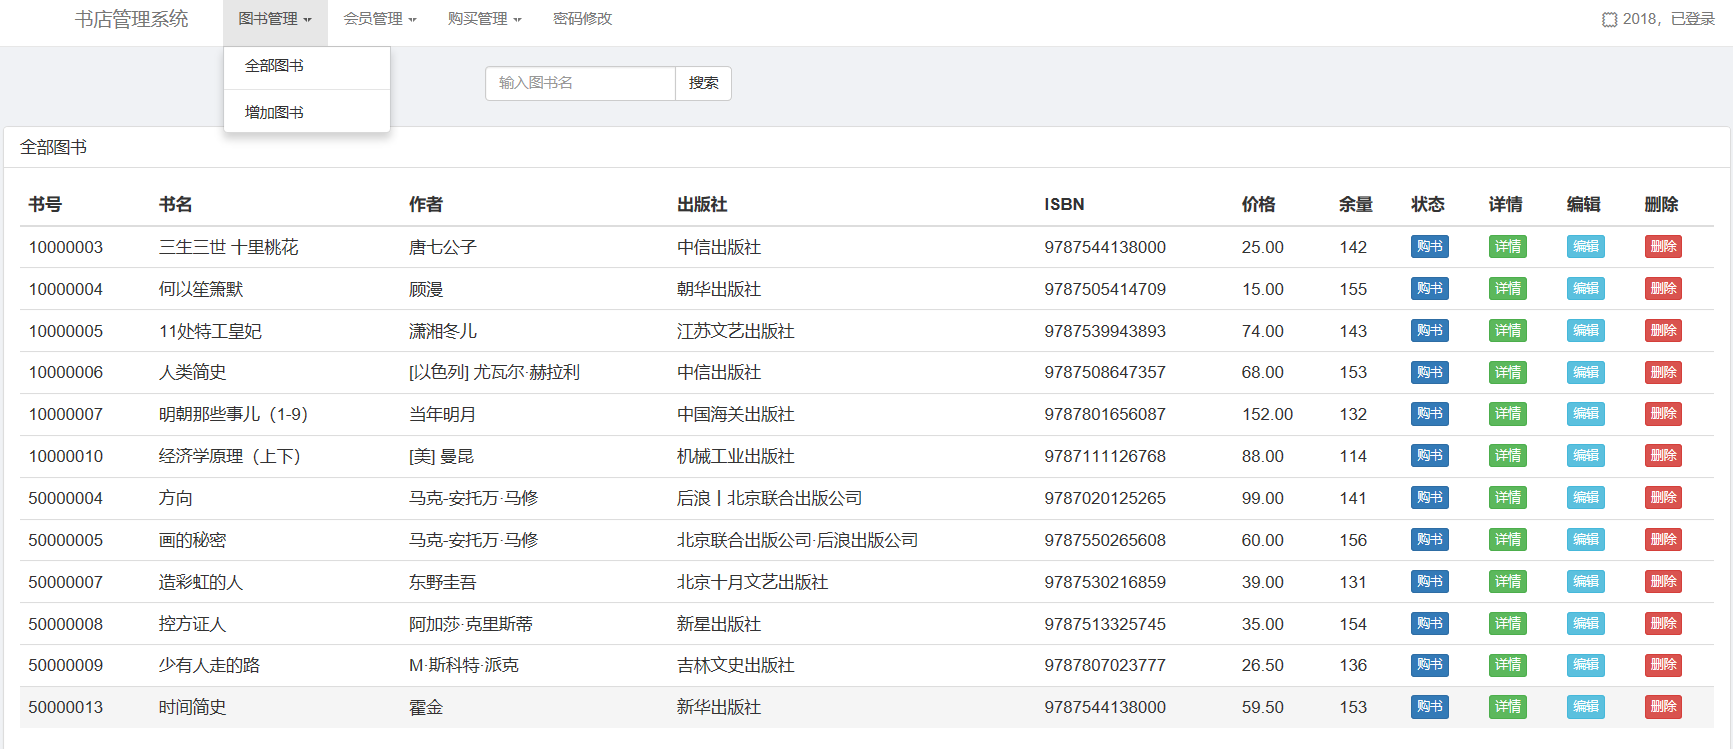 书店管理系统 图书管理 会员管理 购买管理 密码修改 2018，已登录
全部图书
增加图书
输入图书名 搜索
全部图书
书号 书名 作者 出版社 ISBN 价格 余量 状态 详情 编辑 删除
10000003 三生三世 十里桃花 唐七公子 中信出版社 9787544138000 25.00 142 购书 详情 编辑 删除
10000004 何以笙箫默 顾漫 朝华出版社 9787505414709 15.00 155 购书 详情 编辑 删除
10000005 11处特工皇妃 潇湘冬儿 江苏文艺出版社 9787539943893 74.00 143 购书 详情 编辑 删除
10000006 人类简史 [以色列] 尤瓦尔·赫拉利 中信出版社 9787508647357 68.00 153 购书 详情 编辑 删除
10000007 明朝那些事儿（1-9） 当年明月 中国海关出版社 9787801656087 152.00 132 购书 详情 编辑 删除
10000010 经济学原理（上下） [美] 曼昆 机械工业出版社 9787111126768 88.00 114 购书 详情 编辑 删除
50000004 方向 马克-安托万·马修 后浪丨北京联合出版公司 9787020125265 99.00 141 购书 详情 编辑 删除
50000005 画的秘密 马克-安托万·马修 北京联合出版公司·后浪出版公司 9787550265608 60.00 156 购书 详情 编辑 删除
50000007 造彩虹的人 东野圭吾 北京十月文艺出版社 9787530216859 39.00 131 购书 详情 编辑 删除
50000008 控方证人 阿加莎·克里斯蒂 新星出版社 9787513325745 35.00 154 购书 详情 编辑 删除
50000009 少有人走的路 M·斯科特·派克 吉林文史出版社 9787807023777 26.50 136 购书 详情 编辑 删除
50000013 时间简史 霍金 新华出版社 9787544138000 59.50 153 购书 详情 编辑 删除